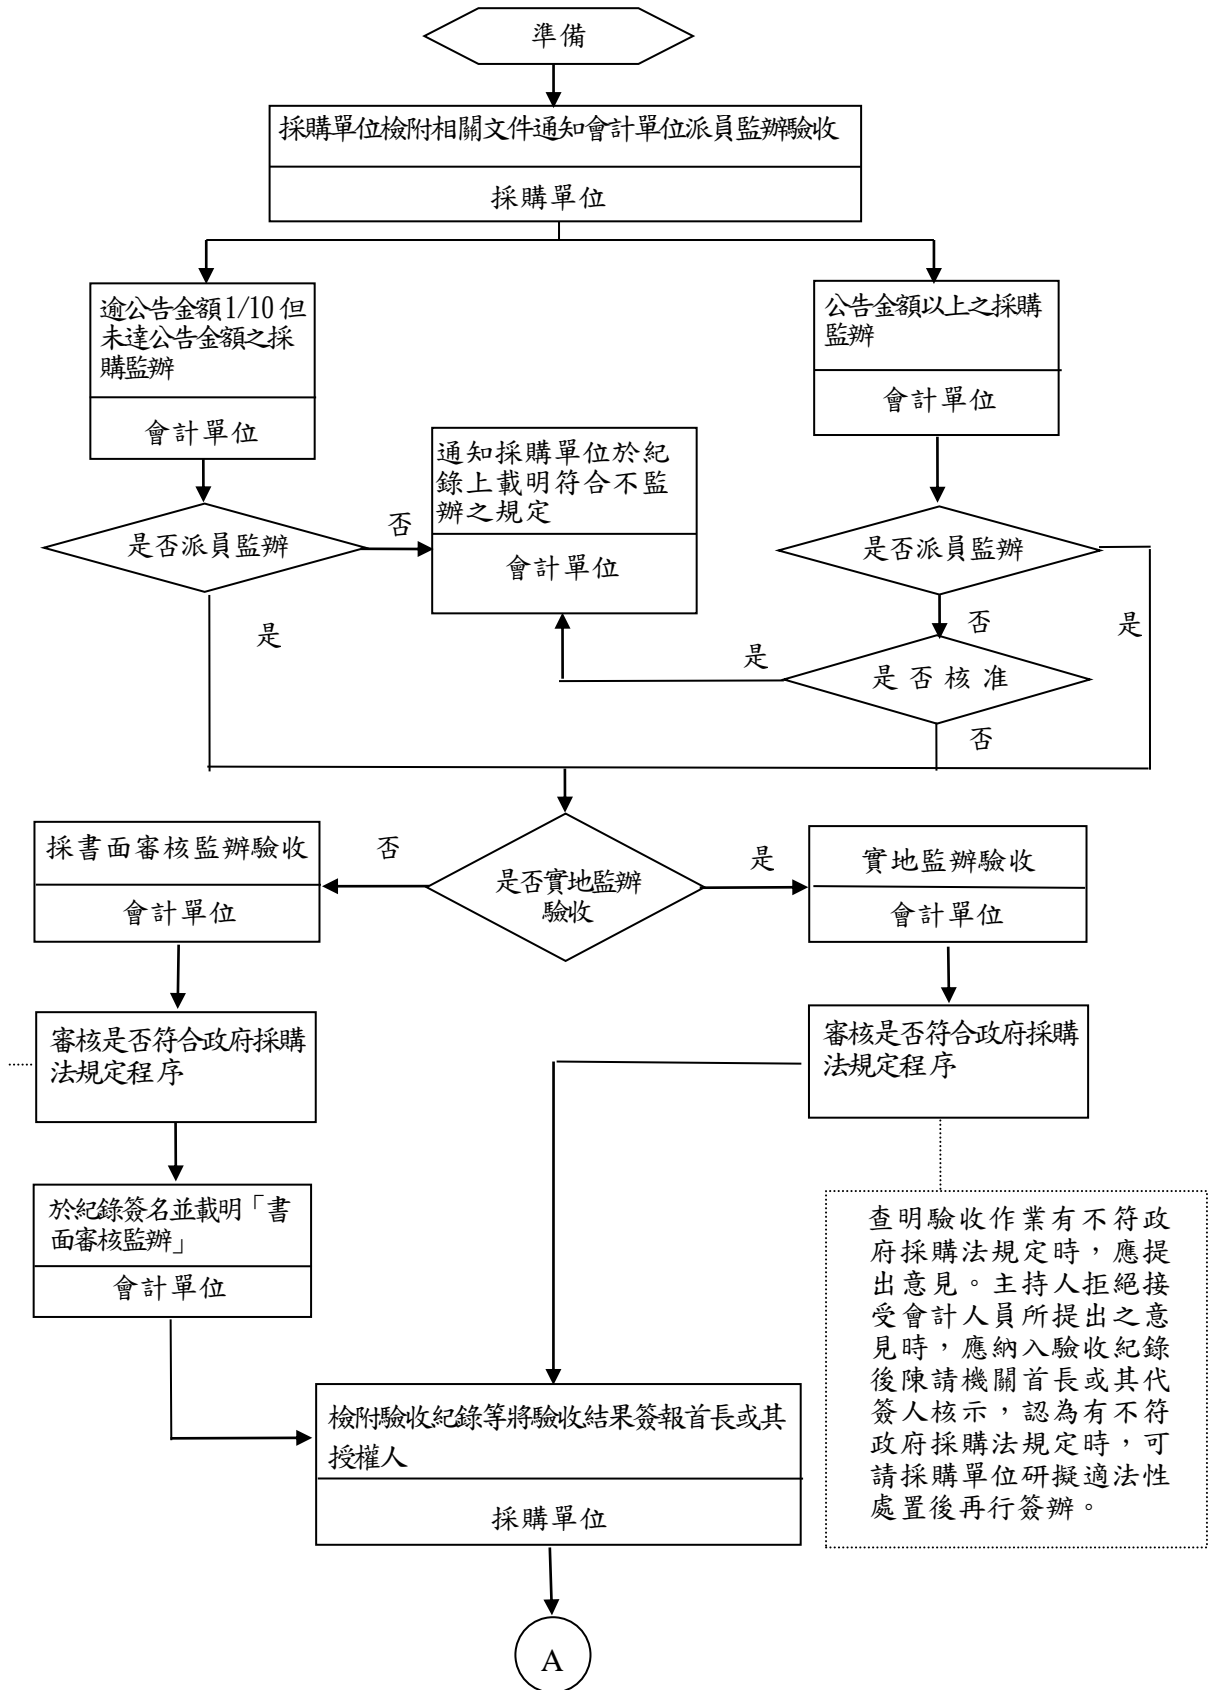 準備
採購單位檢附相關文件通知會計單位派員監辦驗收
採購單位
逾公告金額1/10但
未達公告金額之採
購監辦
會計單位
公告金額以上之採購
監辦
會計單位
通知採購單位於紀
錄上載明符合不監
辦之規定
會計單位
是否派員監辦
否
是
是否派員監辦
否
是
是否核准
是
否
是否實地監辦
驗收
否
是
採書面審核監辦驗收
會計單位
實地監辦驗收
會計單位
審核是否符合政府採購
法規定程序
審核是否符合政府採購
法規定程序
於紀錄簽名並載明「書
面審核監辦」
會計單位
查明驗收作業有不符政
府採購法規定時，應提
出意見。主持人拒絕接
受會計人員所提出之意
見時，應納入驗收紀錄
後陳請機關首長或其代
簽人核示，認為有不符
政府採購法規定時，可
請採購單位研擬適法性
處置後再行簽辦。
檢附驗收紀錄等將驗收結果簽報首長或其
授權人
採購單位
A